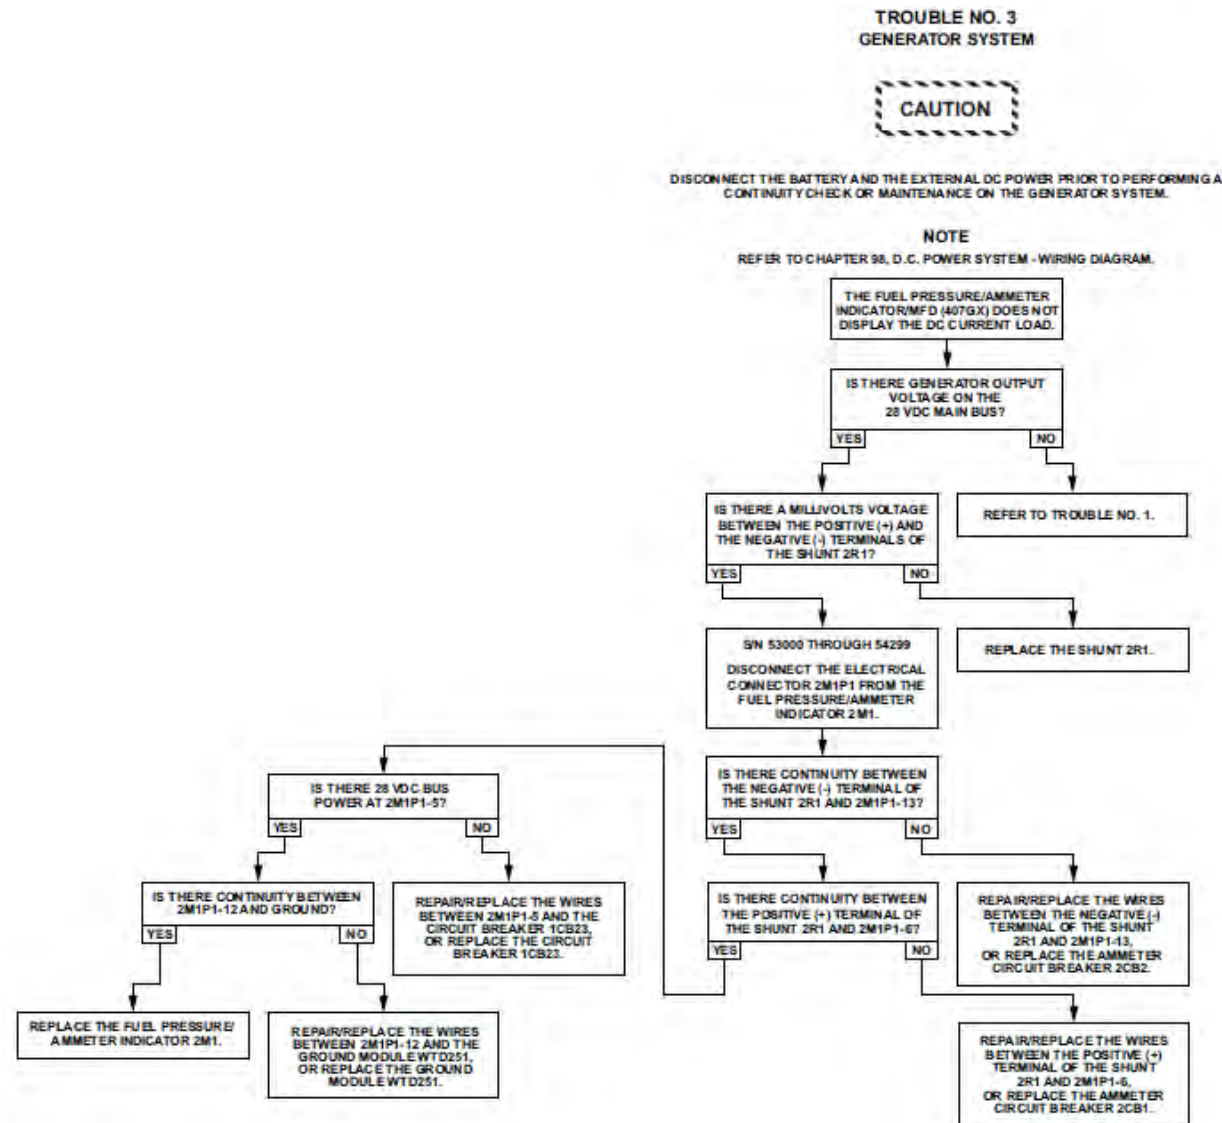 TROUBLE NO. 3
GENERATOR SYSTEM
CAUTION
DISCONNECT THE BATTERY AND THE EXTERNAL DC POWER PRIOR TO PERFORMING A
CONTINUITY CHECK OR MAINTENANCE ON THE GENERATOR SYSTEM.
NOTE
REFER TO CHAPTER 98, D.C. POWER SYSTEM - WIRING DIAGRAM.
THE FUEL PRESSURE/AMMETER
INDICATOR/MFD (407GX) DOES NOT
DISPLAY THE DC CURRENT LOAD.
IS THERE GENERATOR OUTPUT
VOLTAGE ON THE
28 VDC MAIN BUS?
YES
NO
IS THERE A MILLIVOLTS VOLTAGE
BETWEEN THE POSITIVE (+) AND
THE NEGATIVE (-) TERMINALS OF
THE SHUNT 2R1?
YES
NO
REFER TO TROUBLE NO. 1.
S/N 53000 THROUGH 54299
DISCONNECT THE ELECTRICAL
CONNECTOR 2M1P1 FROM THE
FUEL PRESSURE/AMMETER
INDICATOR 2M1.
REPLACE THE SHUNT 2R1.
IS THERE CONTINUITY BETWEEN
THE NEGATIVE (-) TERMINAL OF
THE SHUNT 2R1 AND 2M1P1-13?
YES
NO
IS THERE 28 VDC BUS
POWER AT 2M1P1-5?
YES
NO
IS THERE CONTINUITY BETWEEN
2M1P1-12 AND GROUND?
YES
NO
REPAIR/REPLACE THE WIRES
BETWEEN 2M1P1-5 AND THE
CIRCUIT BREAKER 1CB23,
OR REPLACE THE CIRCUIT
BREAKER 1CB23.
IS THERE CONTINUITY BETWEEN
THE POSITIVE (+) TERMINAL OF
THE SHUNT 2R1 AND 2M1P1-6?
YES
NO
REPAIR/REPLACE THE WIRES
BETWEEN THE NEGATIVE (-)
TERMINAL OF THE SHUNT
2R1 AND 2M1P1-13,
OR REPLACE THE AMMETER
CIRCUIT BREAKER 2CB2.
REPLACE THE FUEL PRESSURE/
AMMETER INDICATOR 2M1.
REPAIR/REPLACE THE WIRES
BETWEEN 2M1P1-12 AND THE
GROUND MODULE WTD251,
OR REPLACE THE GROUND
MODULE WTD251.
REPAIR/REPLACE THE WIRES
BETWEEN THE POSITIVE (+)
TERMINAL OF THE SHUNT
2R1 AND 2M1P1-6,
OR REPLACE THE AMMETER
CIRCUIT BREAKER 2CB1.